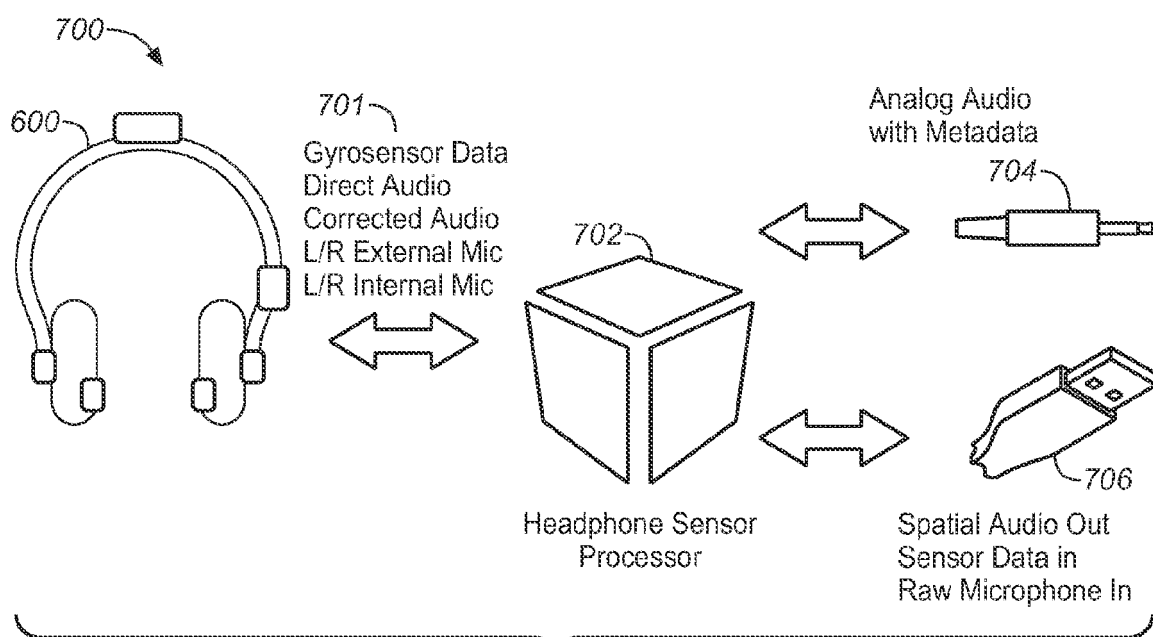 700
600
701
Gyrosensor Data
Direct Audio
Corrected Audio
L/R External Mic
L/R Internal Mic
702
Headphone Sensor
Processor
Analog Audio
with Metadata
704
706
Spatial Audio Out
Sensor Data in
Raw Microphone In